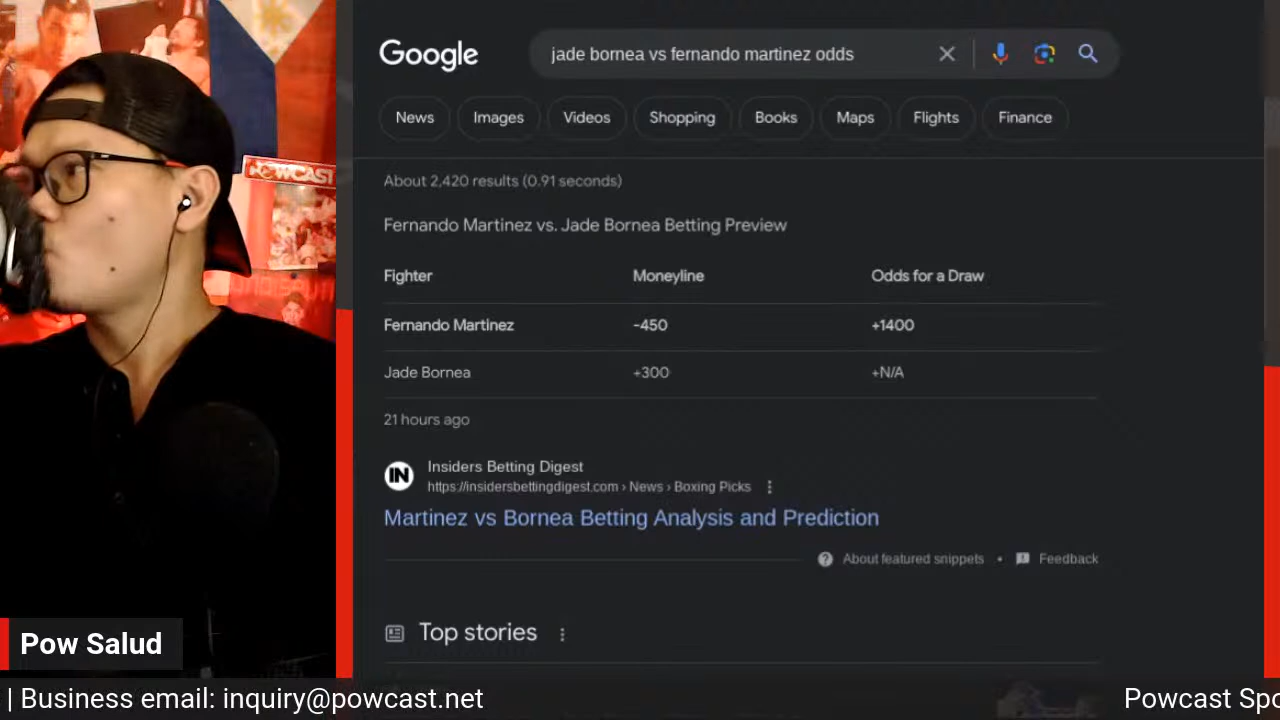 Google
jade bornea vs fernando martinez odds
News Images Videos Shopping Books Maps Flights Finance
About 2,420 results (0.91 seconds)
Fernando Martinez vs. Jade Bornea Betting Preview
Fighter Moneyline Odds for a Draw
Fernando Martinez -450 +1400
Jade Bornea +300 +N/A
21 hours ago
IN
Insiders Betting Digest
https://insidersbettingdigest.com › News › Boxing Picks
Martinez vs Bornea Betting Analysis and Prediction
About featured snippets • Feedback
Top stories
POWCAST
Pow Salud
| Business email: inquiry@powcast.net
Powcast Spo